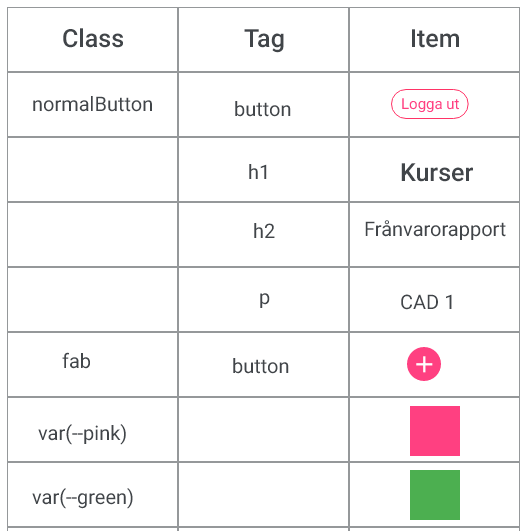 Class Tag Item
normalButton button Logga ut
h1 Kurser
h2 Frånvarorapport
p CAD 1
fab button +
var(--pink)
var(--green)